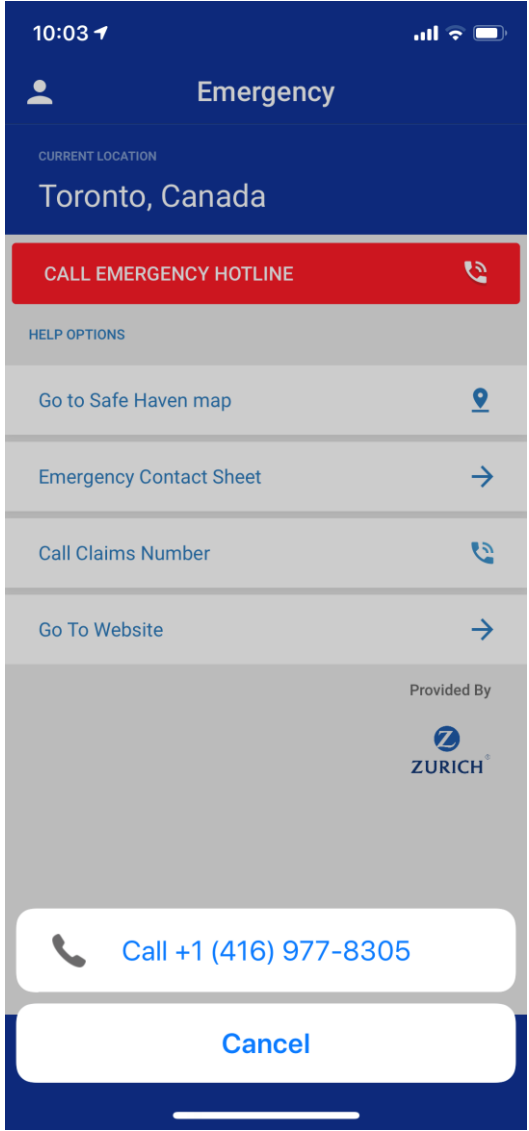 10:03
Emergency
CURRENT LOCATION
Toronto, Canada
CALL EMERGENCY HOTLINE
HELP OPTIONS
Go to Safe Haven map
Emergency Contact Sheet
Call Claims Number
Go To Website
Provided By
Z
ZURICH®
Call +1 (416) 977-8305
Cancel